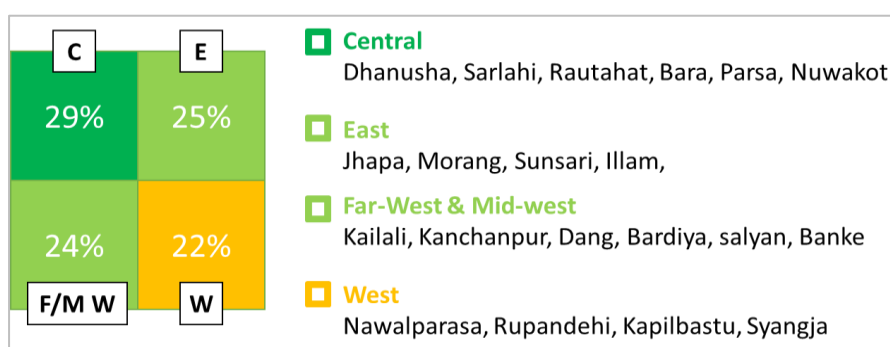 C
E
29%
25%
24%
22%
F/M W
W
Central
Dhanusha, Sarlahi, Rautahat, Bara, Parsa, Nuwakot
East
Jhapa, Morang, Sunsari, Illam,
Far-West & Mid-west
Kailali, Kanchanpur, Dang, Bardiya, salyan, Banke
West
Nawalparasa, Rupandehi, Kapilbastu, Syangja